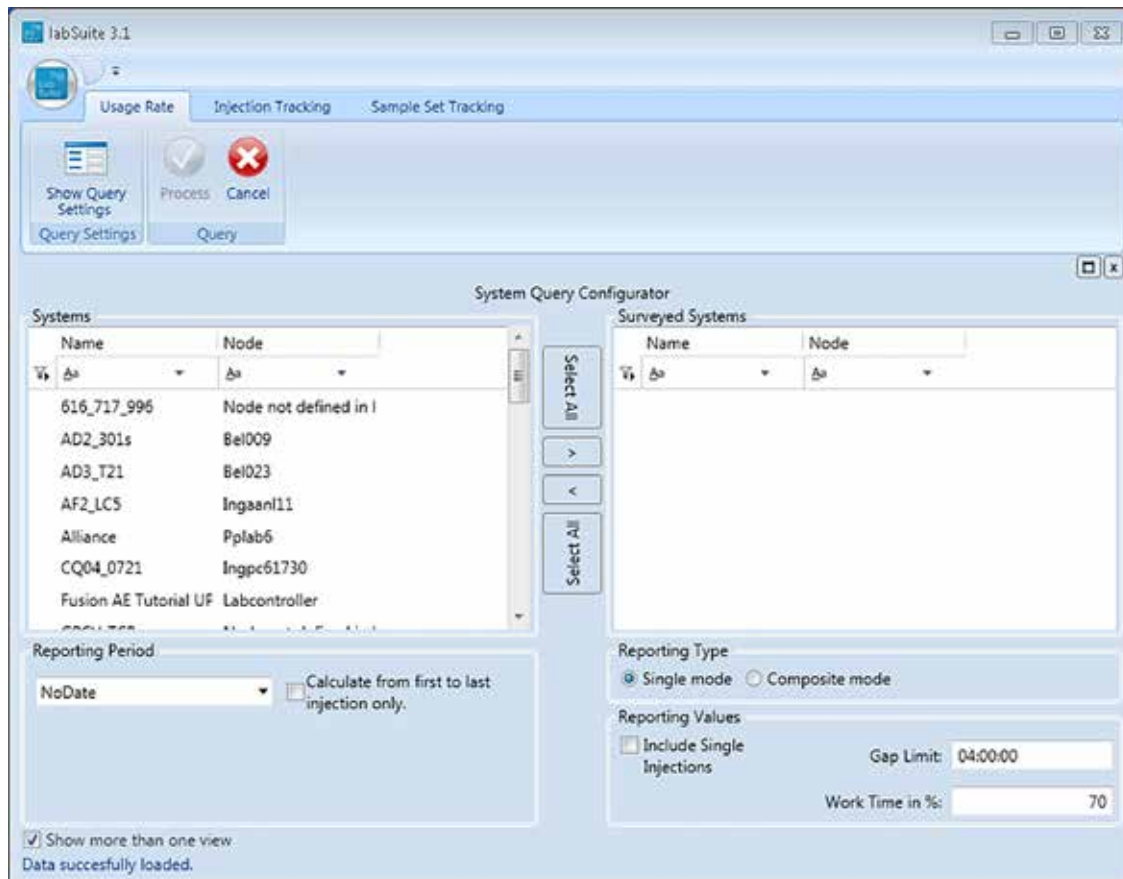 labSuite 3.1
Usage Rate Injection Tracking Sample Set Tracking
Show Query Settings
Process Cancel
Query Settings Query
System Query Configurator
Systems
Name Node
Aa Aa
616_717_996 Node not defined in l
AD2_301s Bel009
AD3_T21 Bel023
AF2_LC5 Ingaanl11
Alliance Pplab6
CQ04_0721 Ingpc61730
Fusion AE Tutorial UF Labcontroller
Select All
>
<
Select All
Surveyed Systems
Name Node
Aa Aa
Reporting Period
NoDate
Calculate from first to last
injection only.
Reporting Type
Single mode Composite mode
Reporting Values
Include Single
Injections
Gap Limit: 04:00:00
Work Time in %: 70
Show more than one view
Data succesfully loaded.